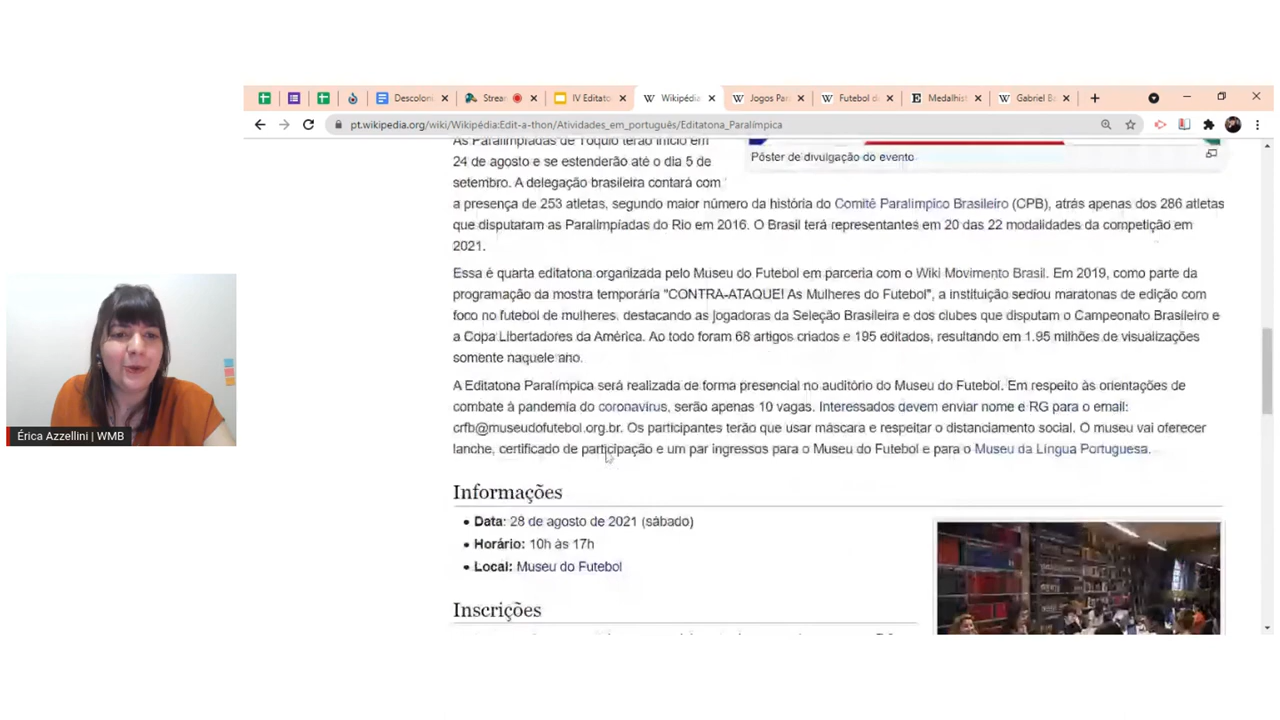 Descolon
Strea
IV Editato
Wikipédi
Jogos Par
Futebol d
Medalhist
Gabriel B
pt.wikipedia.org/wiki/Wikipédia:Edit-a-thon/Atividades_em_português/Editatona_Paralímpica
As Paralimpíadas de Tóquio terão início em
24 de agosto e se estenderão até o dia 5 de
setembro. A delegação brasileira contará com
Pôster de divulgação do evento
a presença de 253 atletas, segundo maior número da história do Comitê Paralímpico Brasileiro (CPB), atrás apenas dos 286 atletas
que disputaram as Paralimpíadas do Rio em 2016. O Brasil terá representantes em 20 das 22 modalidades da competição em
2021.
Essa é quarta editatona organizada pelo Museu do Futebol em parceria com o Wiki Movimento Brasil. Em 2019, como parte da
programação da mostra temporária "CONTRA-ATAQUE! As Mulheres do Futebol", a instituição sediou maratonas de edição com
foco no futebol de mulheres, destacando as jogadoras da Seleção Brasileira e dos clubes que disputam o Campeonato Brasileiro e
a Copa Libertadores da América. Ao todo foram 68 artigos criados e 195 editados, resultando em 1.95 milhões de visualizações
somente naquele ano.
A Editatona Paralímpica será realizada de forma presencial no auditório do Museu do Futebol. Em respeito às orientações de
combate à pandemia do coronavírus, serão apenas 10 vagas. Interessados devem enviar nome e RG para o email:
crfb@museudofutebol.org.br. Os participantes terão que usar máscara e respeitar o distanciamento social. O museu vai oferecer
lanche, certificado de participação e um par ingressos para o Museu do Futebol e para o Museu da Língua Portuguesa.
Informações
• Data: 28 de agosto de 2021 (sábado)
• Horário: 10h às 17h
• Local: Museu do Futebol
Inscrições
Érica Azzellini | WMB